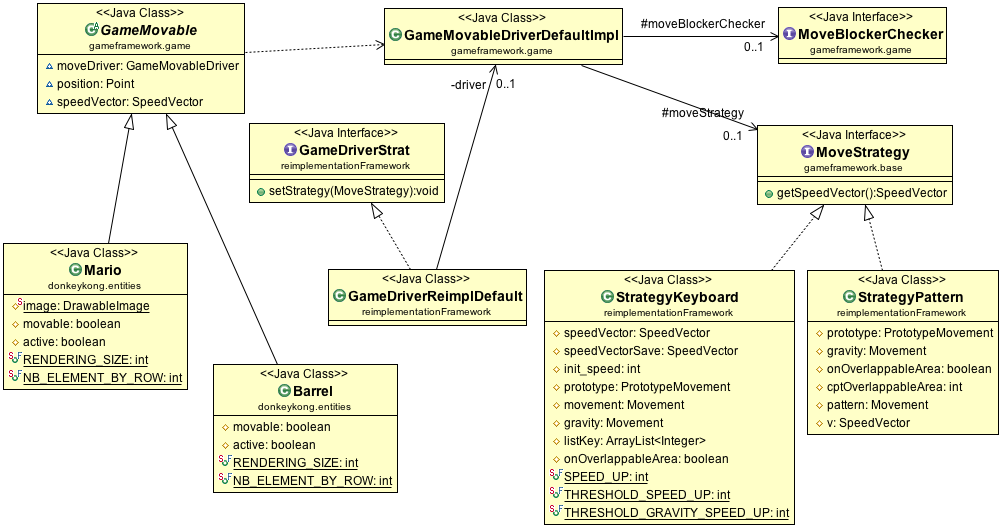 <<Java Class>>
GameMovable
gameframework.game
moveDriver: GameMovableDriver
position: Point
speedVector: SpeedVector
<<Java Class>>
GameMovableDriverDefaultImpl
gameframework.game
#moveBlockerChecker
0..1
<<Java Interface>>
MoveBlockerChecker
gameframework.game
-driver
0..1
#moveStrategy
0..1
<<Java Interface>>
GameDriverStrat
reimplementationFramework
setStrategy(MoveStrategy):void
<<Java Interface>>
MoveStrategy
gameframework.base
getSpeedVector():SpeedVector
<<Java Class>>
Mario
donkeykong.entities
image: DrawableImage
movable: boolean
active: boolean
RENDERING_SIZE: int
NB_ELEMENT_BY_ROW: int
<<Java Class>>
GameDriverReimplDefault
reimplementationFramework
<<Java Class>>
StrategyKeyboard
reimplementationFramework
speedVector: SpeedVector
speedVectorSave: SpeedVector
init_speed: int
prototype: PrototypeMovement
movement: Movement
gravity: Movement
listKey: ArrayList<Integer>
onOverlappableArea: boolean
SPEED_UP: int
THRESHOLD_SPEED_UP: int
THRESHOLD_GRAVITY_SPEED_UP: int
<<Java Class>>
StrategyPattern
reimplementationFramework
prototype: PrototypeMovement
gravity: Movement
onOverlappableArea: boolean
cptOverlappableArea: int
pattern: Movement
v: SpeedVector
<<Java Class>>
Barrel
donkeykong.entities
movable: boolean
active: boolean
RENDERING_SIZE: int
NB_ELEMENT_BY_ROW: int